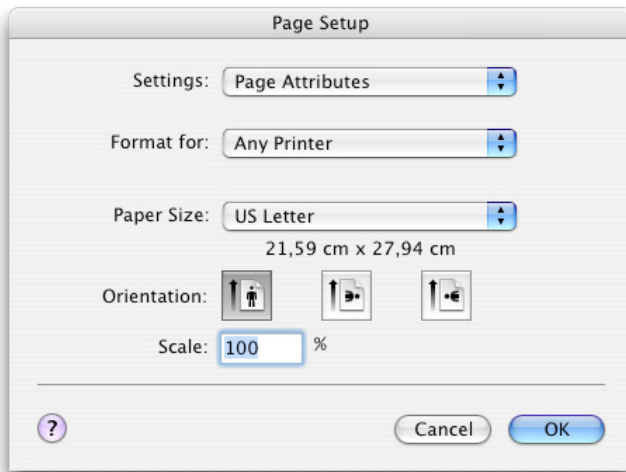 Page Setup
Settings: Page Attributes
Format for: Any Printer
Paper Size: US Letter
21,59 cm x 27,94 cm
Orientation:
Scale: 100 %
? Cancel OK